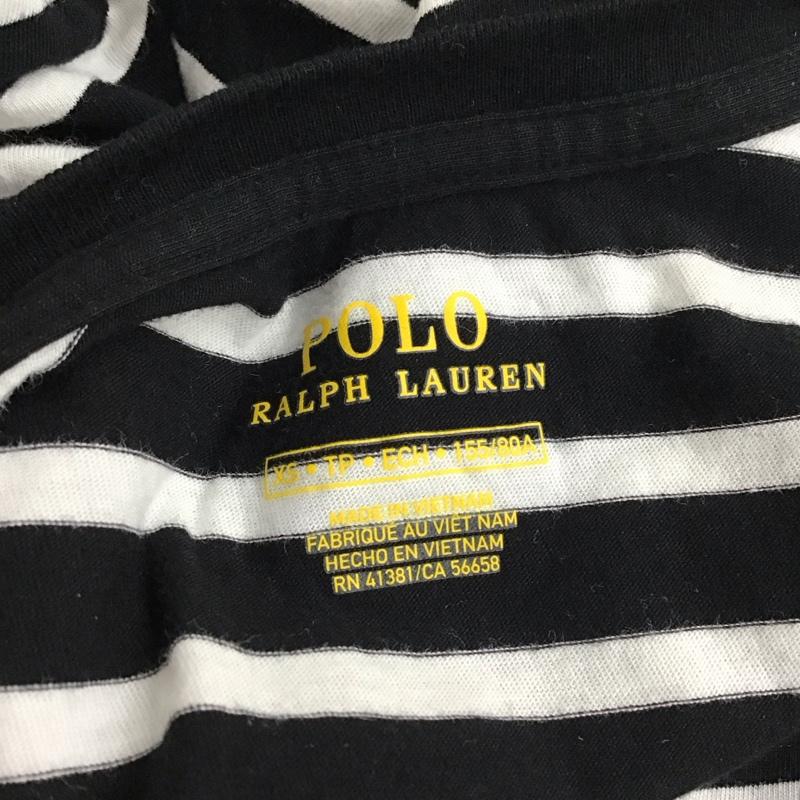 POLO
RALPH LAUREN
XS • TP • ECH • 155/80A
MADE IN VIETNAM
FABRIQUE AU VIET NAM
HECHO EN VIETNAM
RN 41381/CA 56658